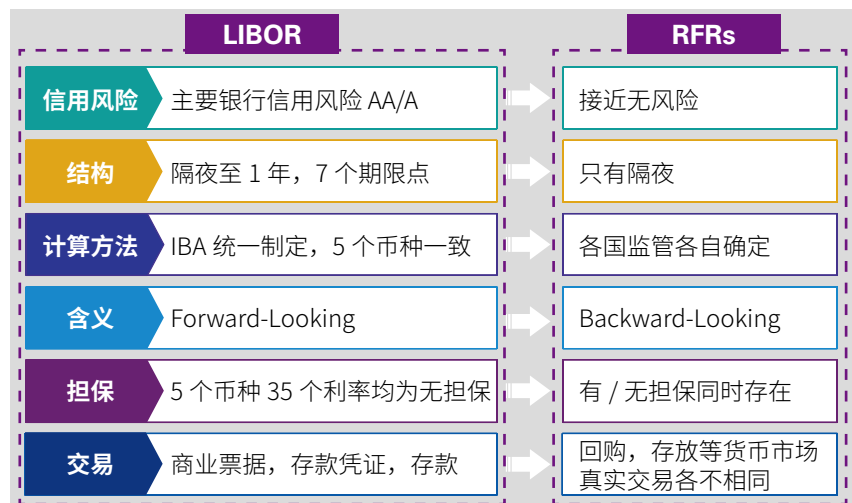 LIBOR
RFRs
信用风险
主要银行信用风险 AA/A
接近无风险
结构
隔夜至 1 年，7 个期限点
只有隔夜
计算方法
IBA 统一制定，5 个币种一致
各国监管各自确定
含义
Forward-Looking
Backward-Looking
担保
5 个币种 35 个利率均为无担保
有 / 无担保同时存在
交易
商业票据，存款凭证，存款
回购，存放等货币市场
真实交易各不相同